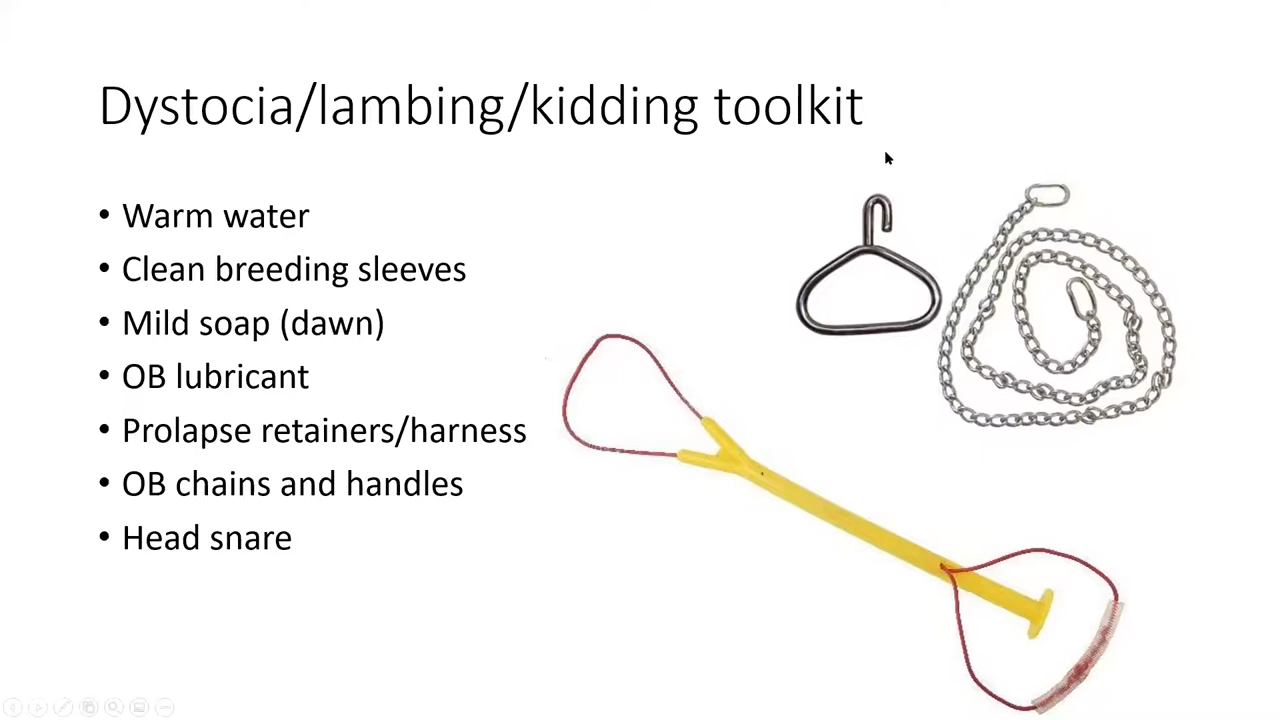 Dystocia/lambing/kidding toolkit
• Warm water
• Clean breeding sleeves
• Mild soap (dawn)
• OB lubricant
• Prolapse retainers/harness
• OB chains and handles
• Head snare